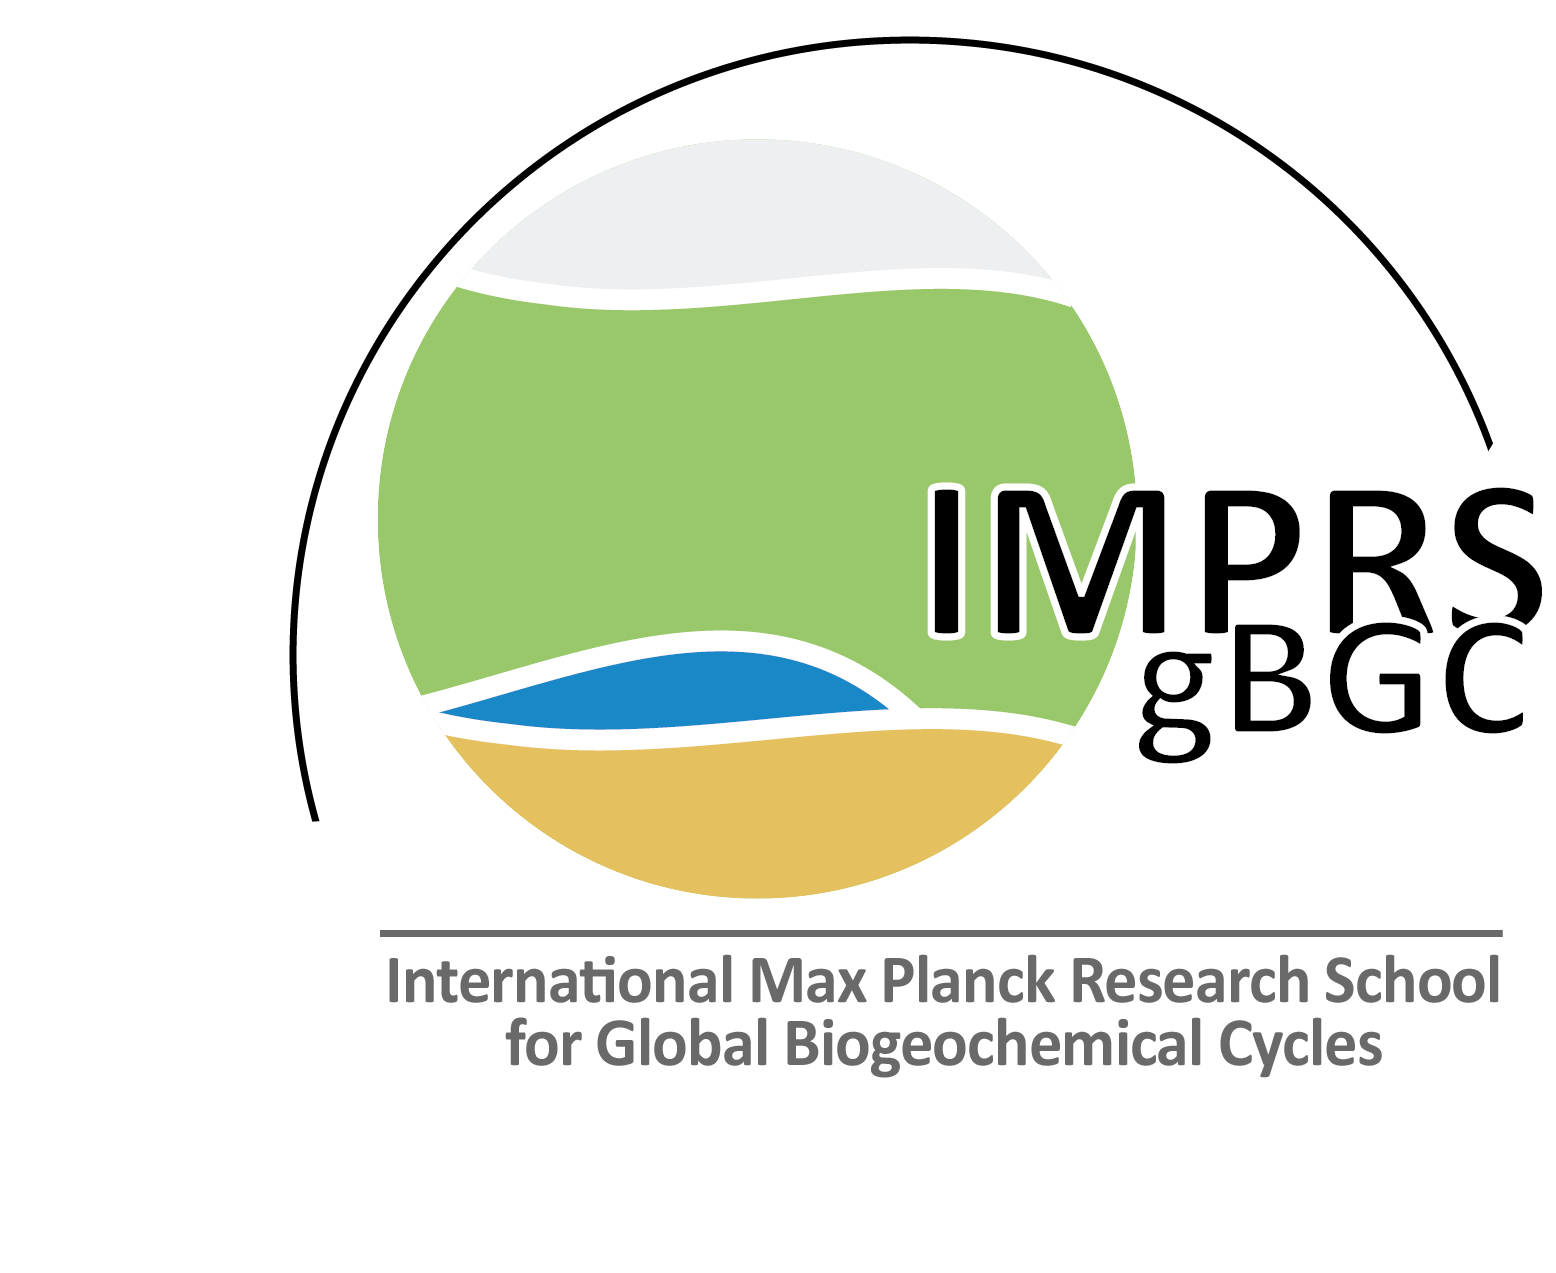 IMPRS
gBGC
International Max Planck Research School
for Global Biogeochemical Cycles